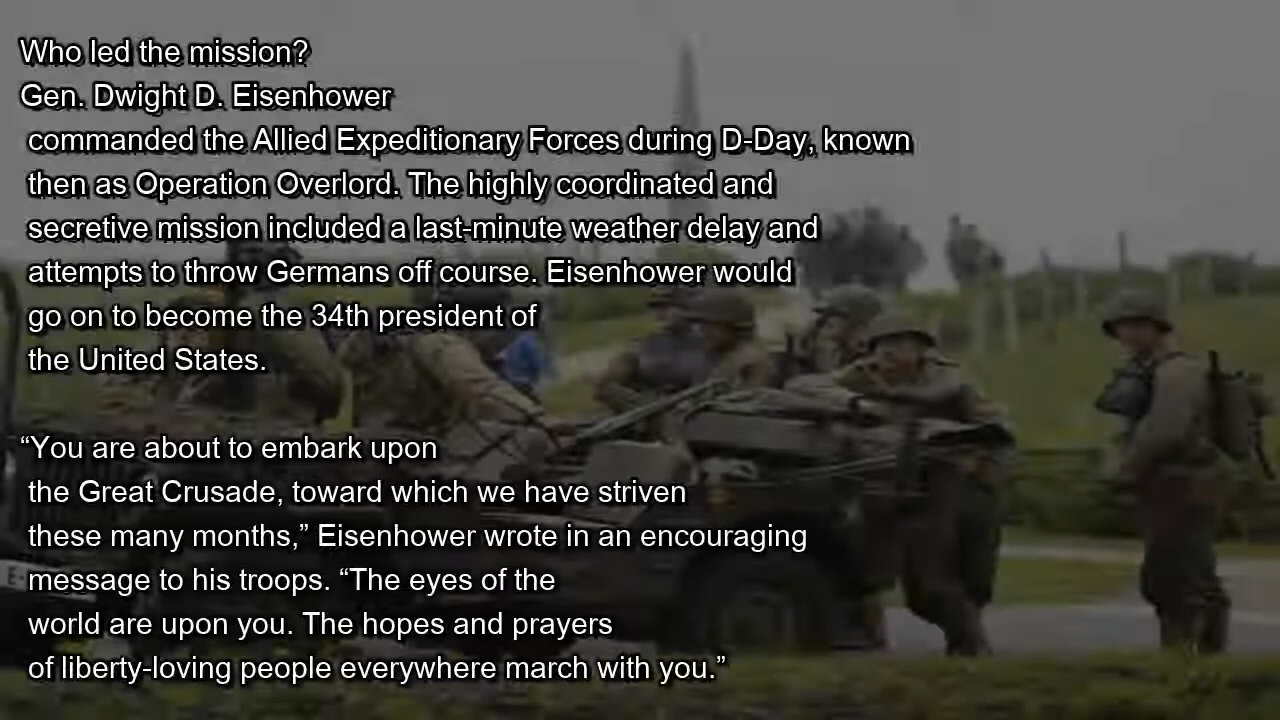 Who led the mission?
Gen. Dwight D. Eisenhower
commanded the Allied Expeditionary Forces during D-Day, known
then as Operation Overlord. The highly coordinated and
secretive mission included a last-minute weather delay and
attempts to throw Germans off course. Eisenhower would
go on to become the 34th president of
the United States.
“You are about to embark upon
the Great Crusade, toward which we have striven
these many months,” Eisenhower wrote in an encouraging
message to his troops. “The eyes of the
world are upon you. The hopes and prayers
of liberty-loving people everywhere march with you.”